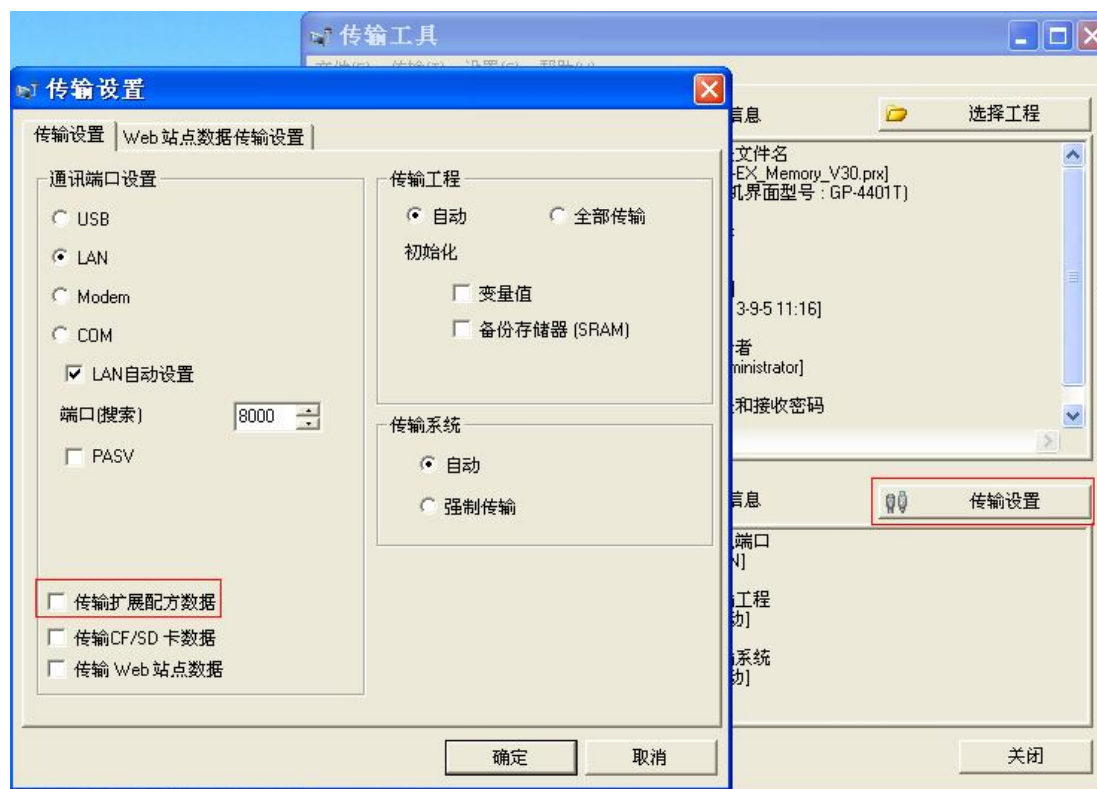 传输工具
传输设置
传输设置
Web 站点数据传输设置
通讯端口设置
USB
LAN
Modem
COM
LAN自动设置
端口(搜索)
8000
PASV
传输扩展配方数据
传输CF/SD 卡数据
传输 Web 站点数据
传输工程
自动
全部传输
初始化
变量值
备份存储器 (SRAM)
传输系统
自动
强制传输
确定
取消
信息
选择工程
文件名
-EX_Memory_V30.prx]
机界面型号 : GP-4401T)
3-9-5 11:16]
者
ministrator]
和接收密码
信息
传输设置
端口
N]
工程
动]
系统
动]
关闭